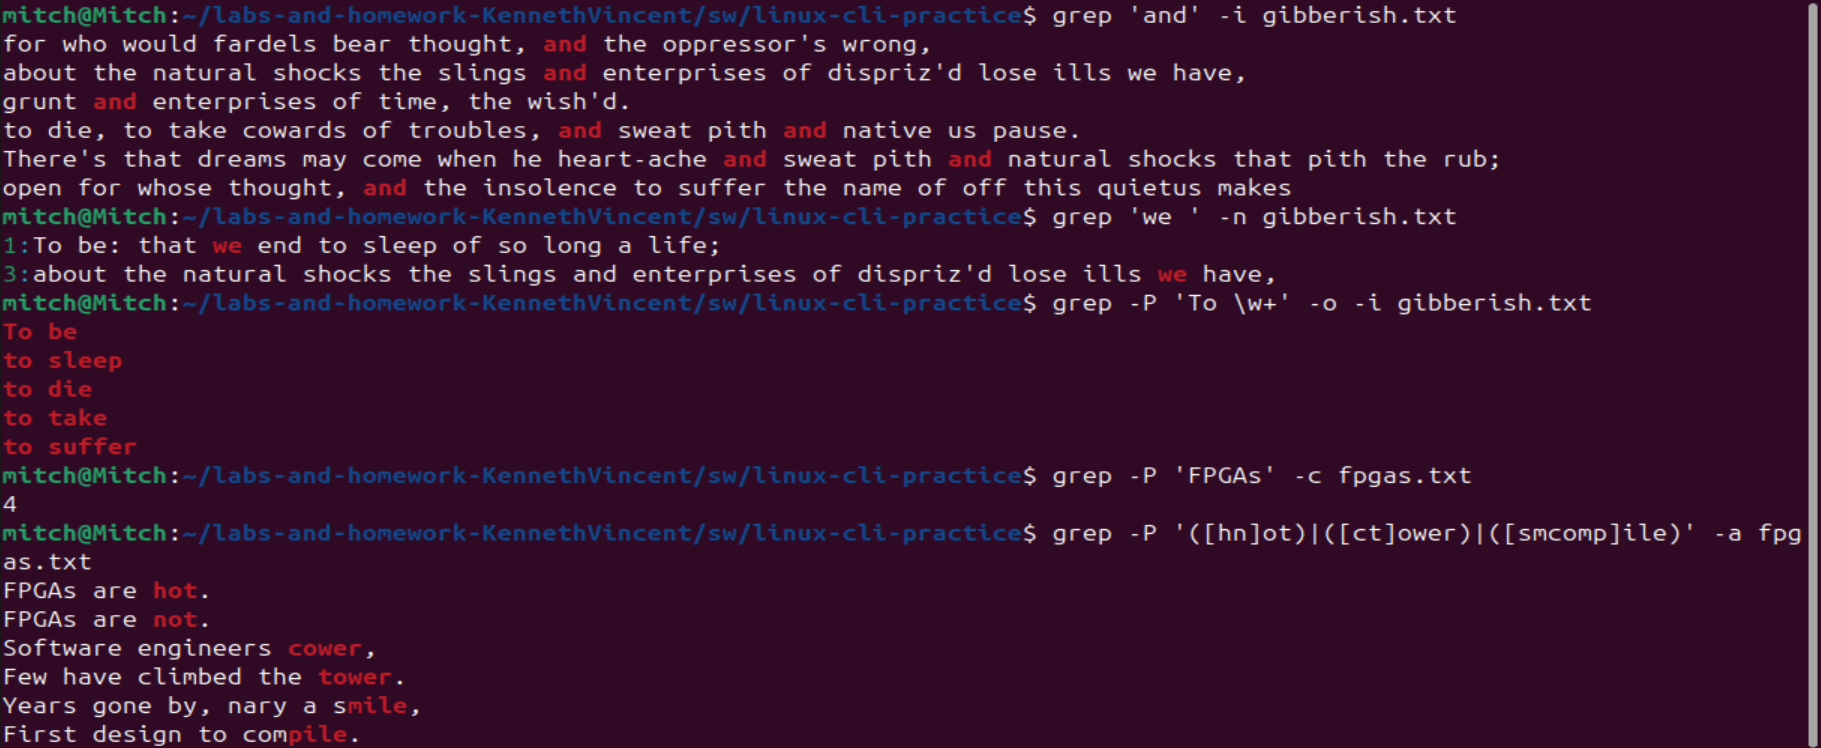 mitch@Mitch:~/labs-and-homework-KennethVincent/sw/linux-cli-practice$ grep 'and' -i gibberish.txt
for who would fardels bear thought, and the oppressor's wrong,
about the natural shocks the slings and enterprises of dispriz'd lose ills we have,
grunt and enterprises of time, the wish'd.
to die, to take cowards of troubles, and sweat pith and native us pause.
There's that dreams may come when he heart-ache and sweat pith and natural shocks that pith the rub;
open for whose thought, and the insolence to suffer the name of off this quietus makes
mitch@Mitch:~/labs-and-homework-KennethVincent/sw/linux-cli-practice$ grep 'we ' -n gibberish.txt
1:To be: that we end to sleep of so long a life;
3:about the natural shocks the slings and enterprises of dispriz'd lose ills we have,
mitch@Mitch:~/labs-and-homework-KennethVincent/sw/linux-cli-practice$ grep -P 'To \w+' -o -i gibberish.txt
To be
to sleep
to die
to take
to suffer
mitch@Mitch:~/labs-and-homework-KennethVincent/sw/linux-cli-practice$ grep -P 'FPGAs' -c fpgas.txt
4
mitch@Mitch:~/labs-and-homework-KennethVincent/sw/linux-cli-practice$ grep -P '([hn]ot)|([ct]ower)|([smcomp]ile)' -a fpg
as.txt
FPGAs are hot.
FPGAs are not.
Software engineers cower,
Few have climbed the tower.
Years gone by, nary a smile,
First design to compile.